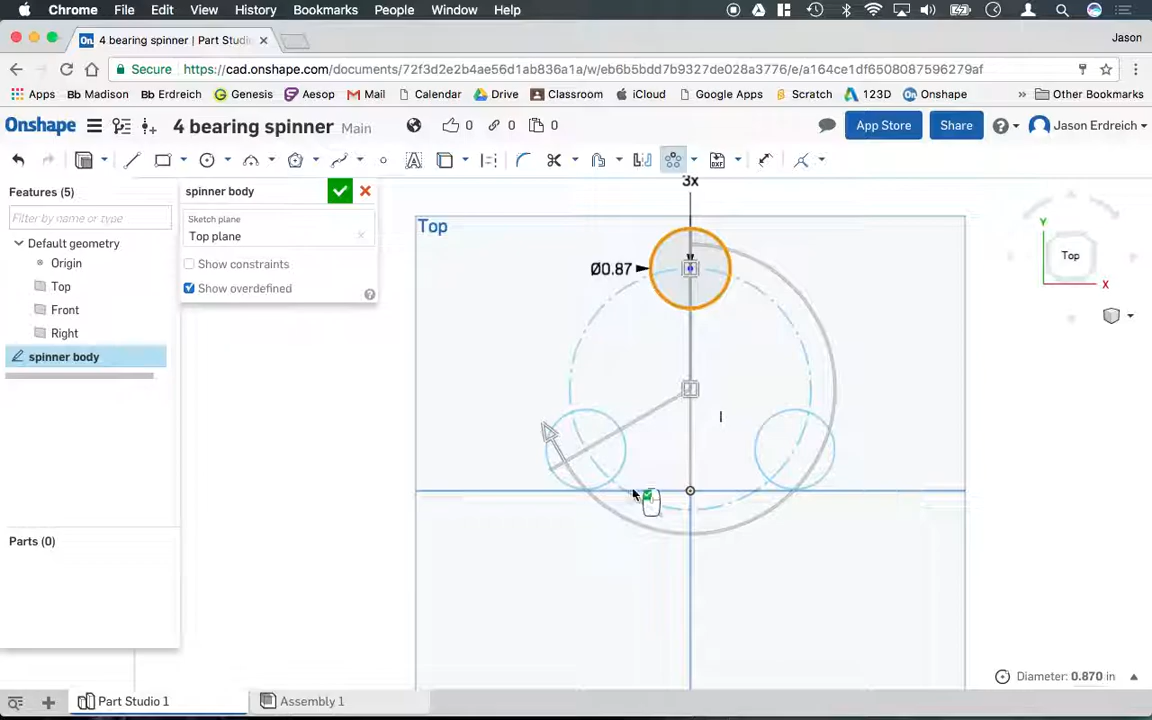 Chrome File Edit View History Bookmarks People Window Help
On 4 bearing spinner | Part Studi
Jason
Secure https://cad.onshape.com/documents/72f3d2e2b4ae56d1ab836a1a/w/eb6b5bdd7b9327de028a3776/e/a164ce1df6508087596279af
Apps Bb Madison Bb Erdreich Genesis Aesop Mail Calendar Drive Classroom iCloud Google Apps Scratch 123D On Onshape » Other Bookmarks
Onshape 4 bearing spinner Main 0 0 0 App Store Share ? Jason Erdreich
Features (5)
spinner body
Filter by name or type
Sketch plane
Top plane
Default geometry
Origin
Show constraints
Top
Show overdefined
Front
Right
spinner body
3x
Top
Ø0.87
Y
Top
X
Parts (0)
Diameter: 0.870 in
Part Studio 1 Assembly 1